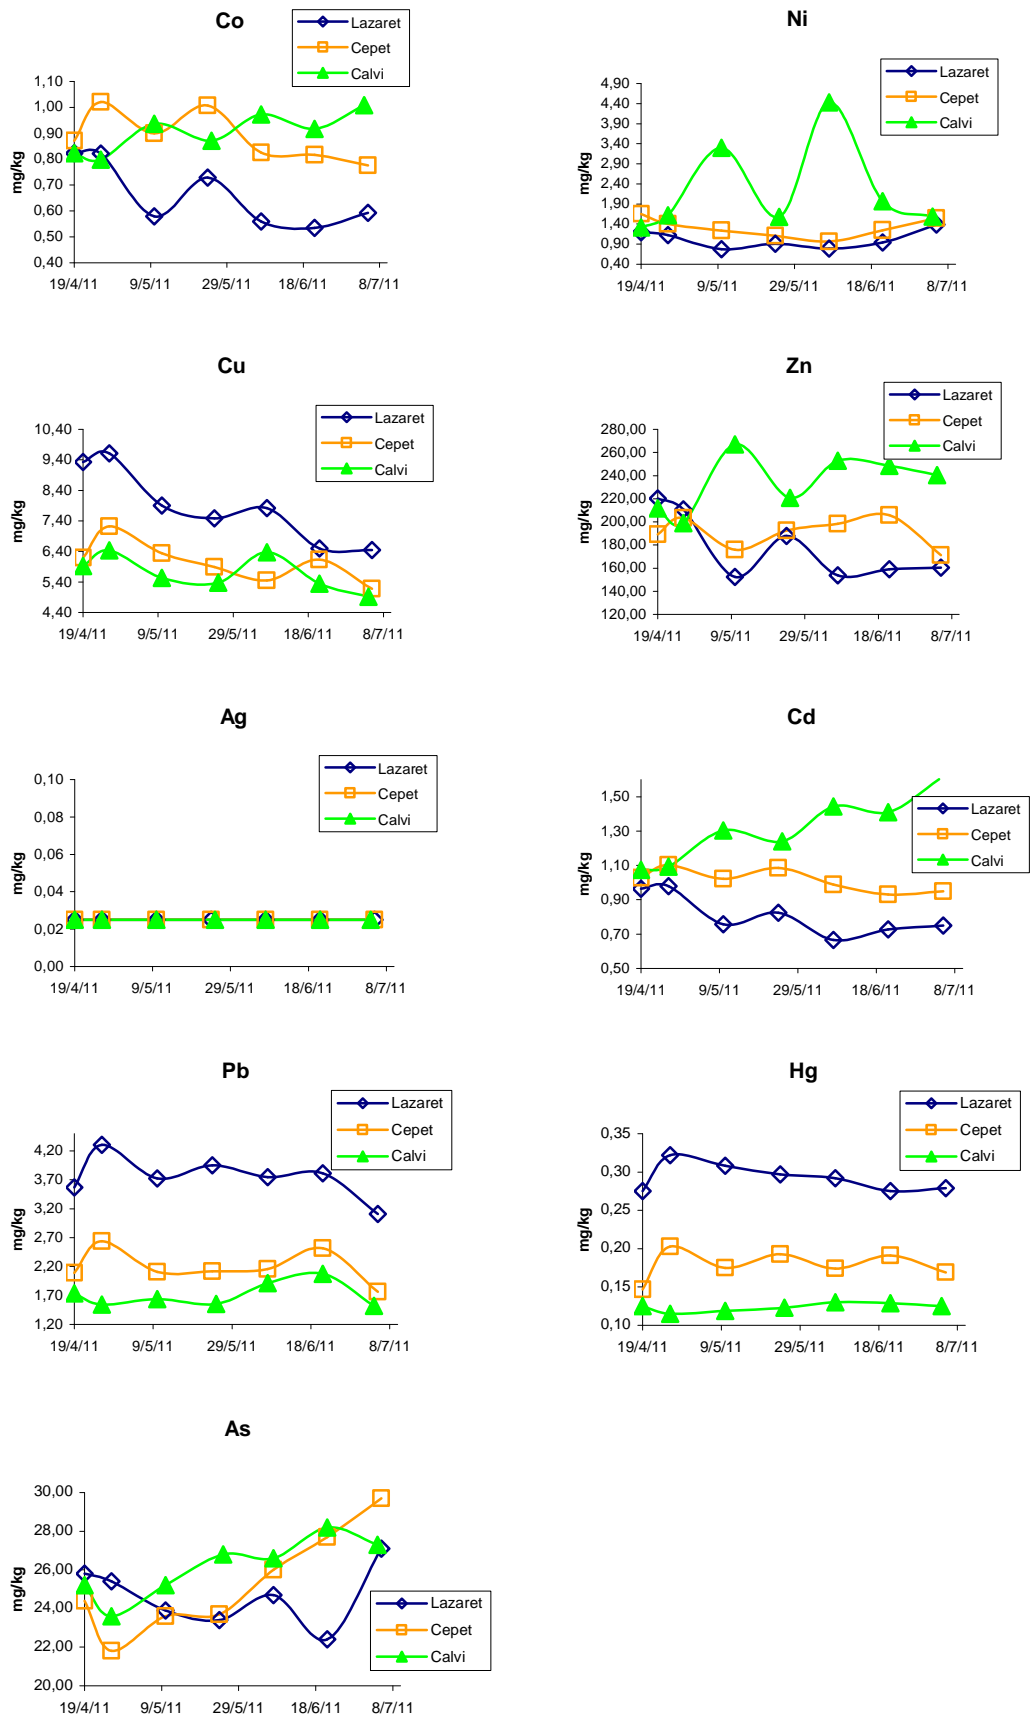 Co
Lazaret
Cepet
Calvi
mg/kg
1,10
1,00
0,90
0,80
0,70
0,60
0,50
0,40
19/4/11 9/5/11 29/5/11 18/6/11 8/7/11
Ni
Lazaret
Cepet
Calvi
mg/kg
4,90
4,40
3,90
3,40
2,90
2,40
1,90
1,40
0,90
0,40
19/4/11 9/5/11 29/5/11 18/6/11 8/7/11
Cu
Lazaret
Cepet
Calvi
mg/kg
10,40
9,40
8,40
7,40
6,40
5,40
4,40
19/4/11 9/5/11 29/5/11 18/6/11 8/7/11
Zn
Lazaret
Cepet
Calvi
mg/kg
280,00
260,00
240,00
220,00
200,00
180,00
160,00
140,00
120,00
19/4/11 9/5/11 29/5/11 18/6/11 8/7/11
Ag
Lazaret
Cepet
Calvi
mg/kg
0,10
0,08
0,06
0,04
0,02
0,00
19/4/11 9/5/11 29/5/11 18/6/11 8/7/11
Cd
Lazaret
Cepet
Calvi
mg/kg
1,50
1,30
1,10
0,90
0,70
0,50
19/4/11 9/5/11 29/5/11 18/6/11 8/7/11
Pb
Lazaret
Cepet
Calvi
mg/kg
4,20
3,70
3,20
2,70
2,20
1,70
1,20
19/4/11 9/5/11 29/5/11 18/6/11 8/7/11
Hg
Lazaret
Cepet
Calvi
mg/kg
0,35
0,30
0,25
0,20
0,15
0,10
19/4/11 9/5/11 29/5/11 18/6/11 8/7/11
As
Lazaret
Cepet
Calvi
mg/kg
30,00
28,00
26,00
24,00
22,00
20,00
19/4/11 9/5/11 29/5/11 18/6/11 8/7/11